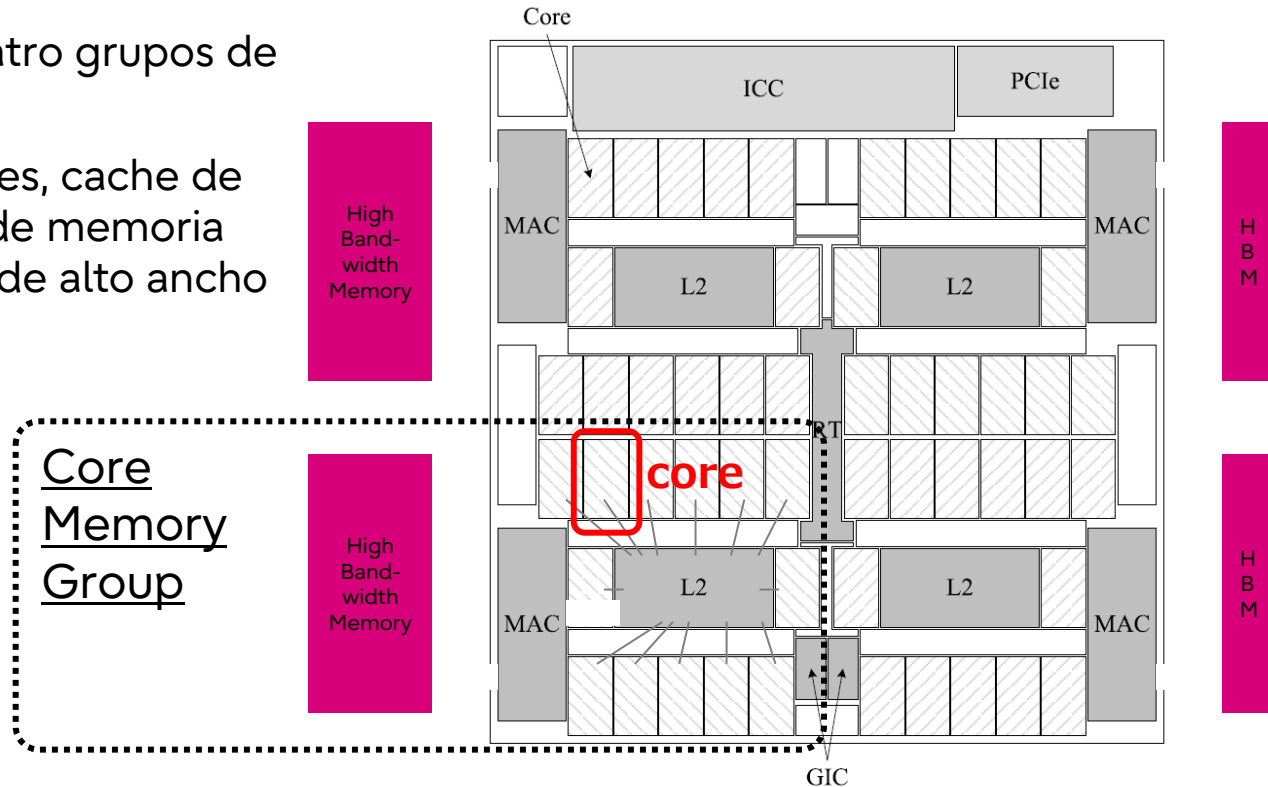 Core
atro grupos de
es, cache de
de memoria
de alto ancho
ICC
PCIe
MAC
MAC
High
Band-
width
Memory
H
B
M
L2
L2
RT
core
Core
Memory
Group
High
Band-
width
Memory
H
B
M
L2
L2
MAC
MAC
GIC